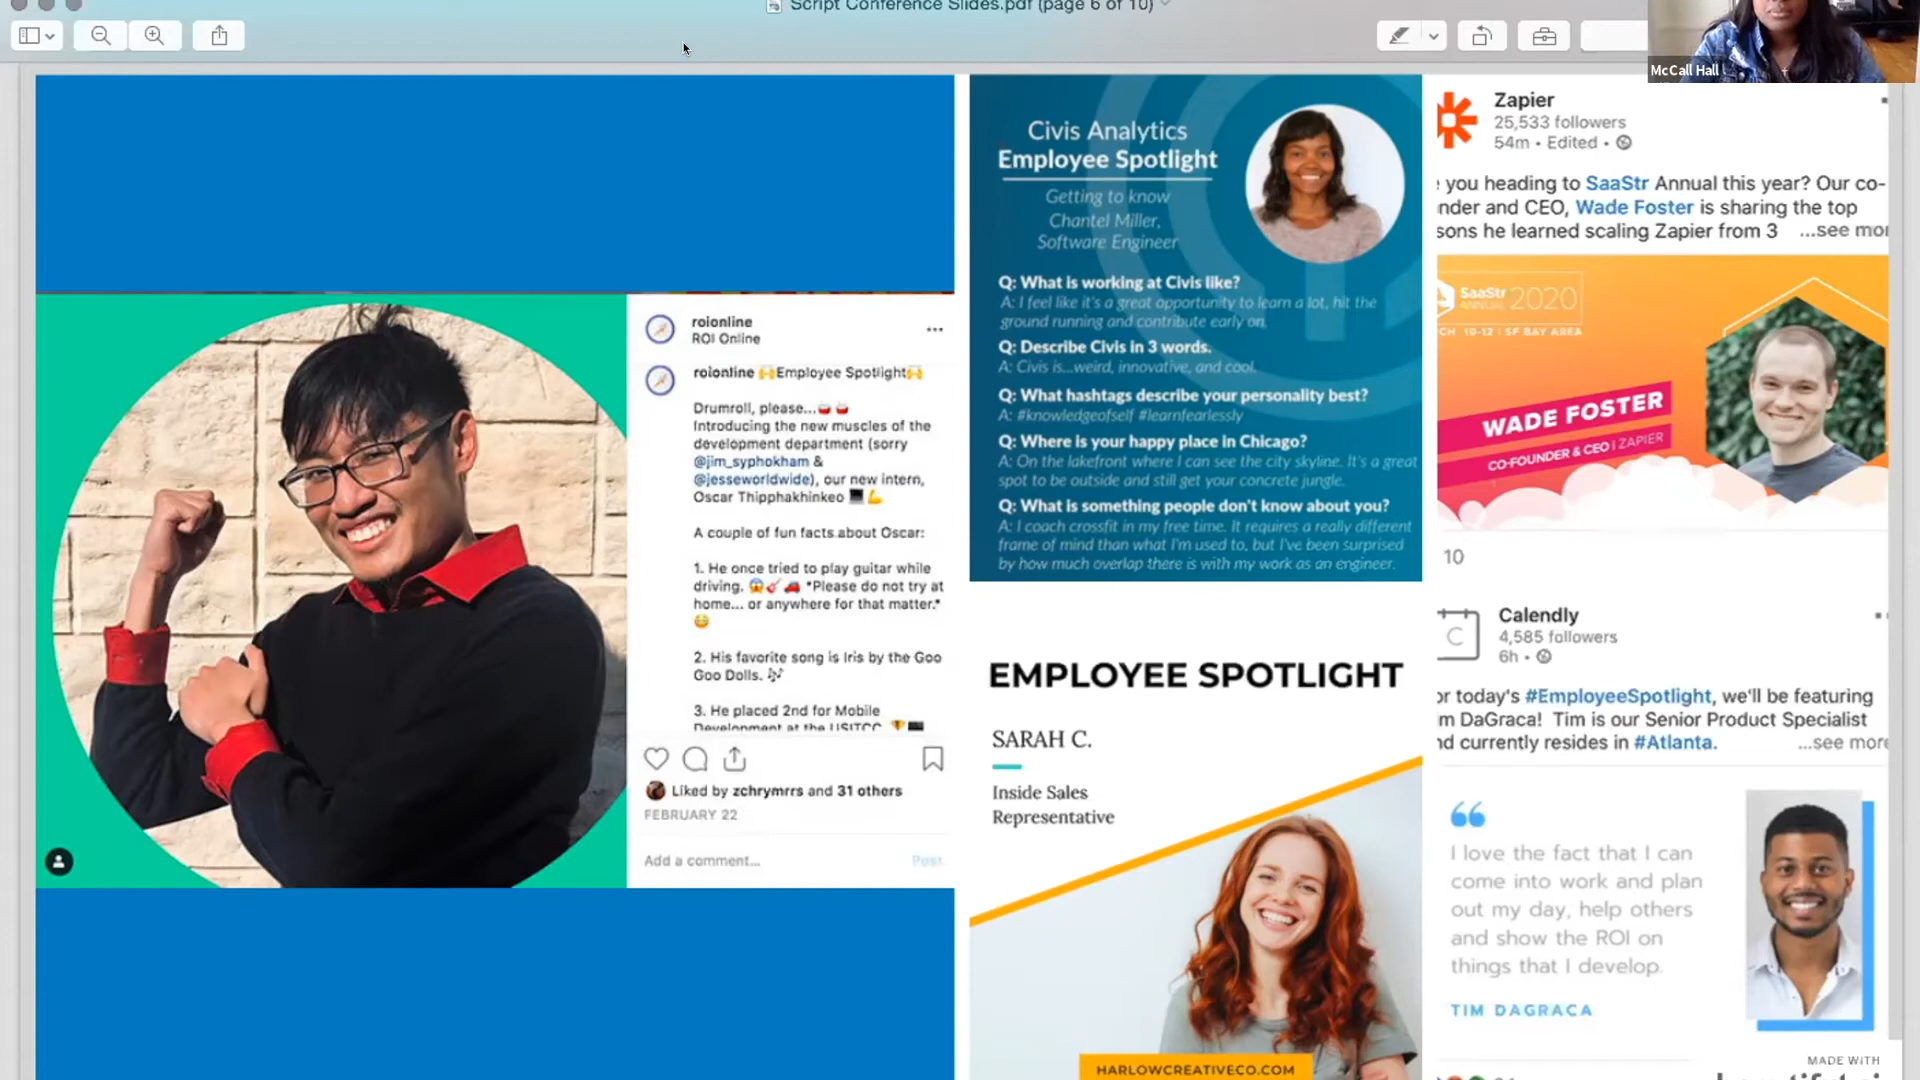 Script Conference Slides.pdf (page 6 of 10)
McCall Hall
roionline
ROI Online
roionline 🙌Employee Spotlight🙌
Drumroll, please...🥁🥁
Introducing the new muscles of the
development department (sorry
@jim_syphokham &
@jesseworldwide), our new intern,
Oscar Thipphakhinkeo 💻💪
A couple of fun facts about Oscar:
1. He once tried to play guitar while
driving. 😱🎸🚗 *Please do not try at
home... or anywhere for that matter.*
😅
2. His favorite song is Iris by the Goo
Goo Dolls. 🎶
3. He placed 2nd for Mobile
Development at the USITCC
Liked by zchrymrrs and 31 others
FEBRUARY 22
Add a comment...
Post
Civis Analytics
Employee Spotlight
Getting to know
Chantel Miller,
Software Engineer
Q: What is working at Civis like?
A: I feel like it's a great opportunity to learn a lot, hit the
ground running and contribute early on.
Q: Describe Civis in 3 words.
A: Civis is...weird, innovative, and cool.
Q: What hashtags describe your personality best?
A: #knowledgeofself #learnfearlessly
Q: Where is your happy place in Chicago?
A: On the lakefront where I can see the city skyline. It's a great
spot to be outside and still get your concrete jungle.
Q: What is something people don't know about you?
A: I coach crossfit in my free time. It requires a really different
frame of mind than what I'm used to, but I've been surprised
by how much overlap there is with my work as an engineer.
EMPLOYEE SPOTLIGHT
SARAH C.
Inside Sales
Representative
HARLOWCREATIVECO.COM
Zapier
25,533 followers
54m • Edited •
e you heading to SaaStr Annual this year? Our co-
nder and CEO, Wade Foster is sharing the top
sons he learned scaling Zapier from 3 ...see mor
SaaStr
ANNUAL 2020
CH 10-12 | SF BAY AREA
WADE FOSTER
CO-FOUNDER & CEO | ZAPIER
10
Calendly
4,585 followers
6h •
or today's #EmployeeSpotlight, we'll be featuring
m DaGraca! Tim is our Senior Product Specialist
nd currently resides in #Atlanta. ...see more
“
I love the fact that I can
come into work and plan
out my day, help others
and show the ROI on
things that I develop.
TIM DAGRACA
MADE WITH